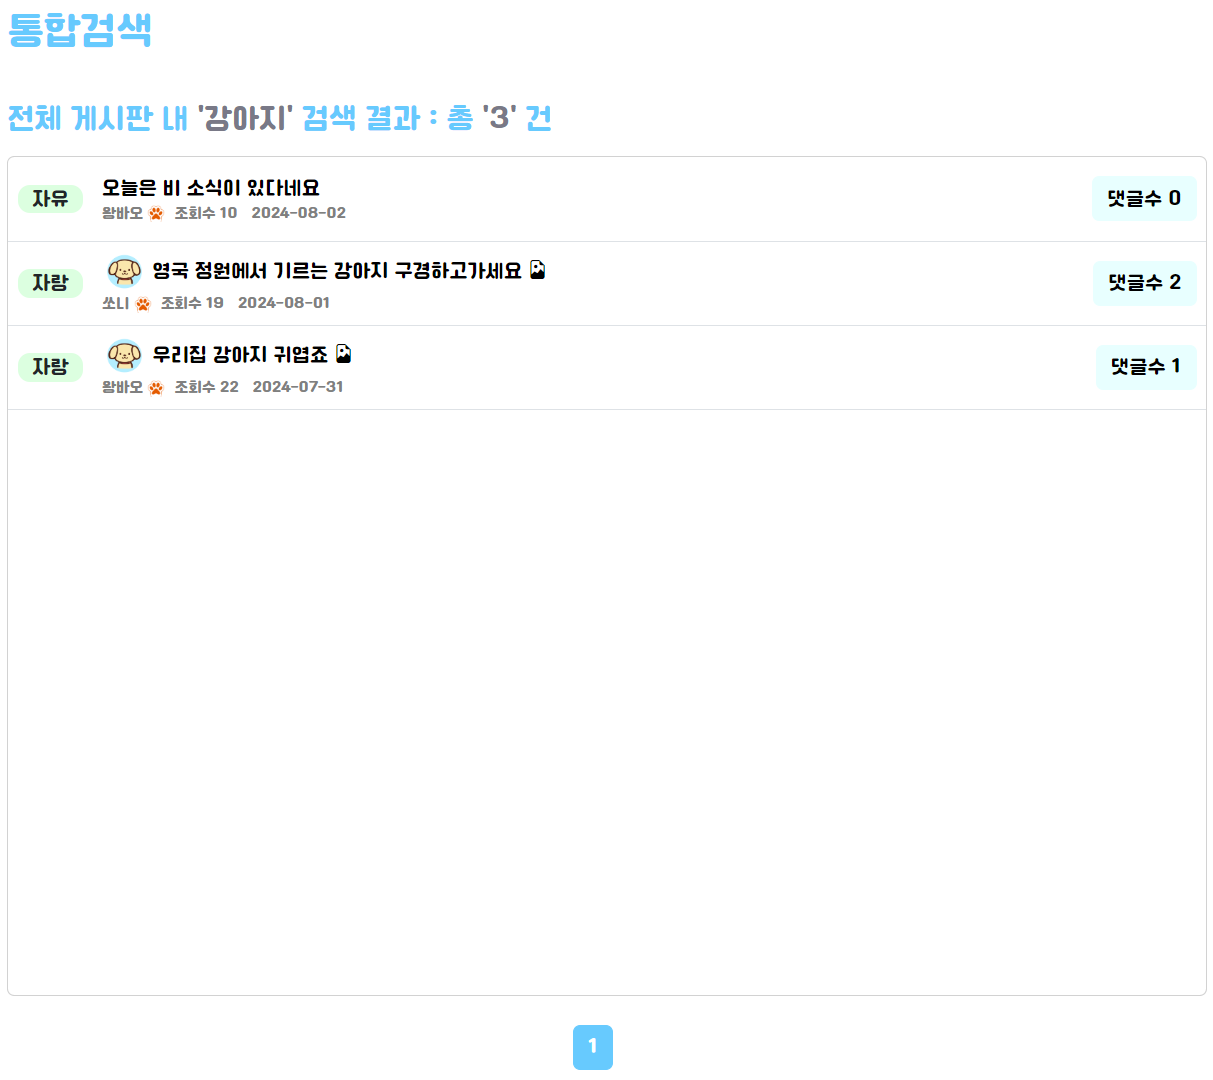 통합검색
전체 게시판 내 '강아지' 검색 결과 : 총 '3' 건
자유
오늘은 비 소식이 있다네요
왕바오 조회수 10 2024-08-02
댓글수 0
자랑
영국 정원에서 기르는 강아지 구경하고가세요
쏘니 조회수 19 2024-08-01
댓글수 2
자랑
우리집 강아지 귀엽죠
왕바오 조회수 22 2024-07-31
댓글수 1
1